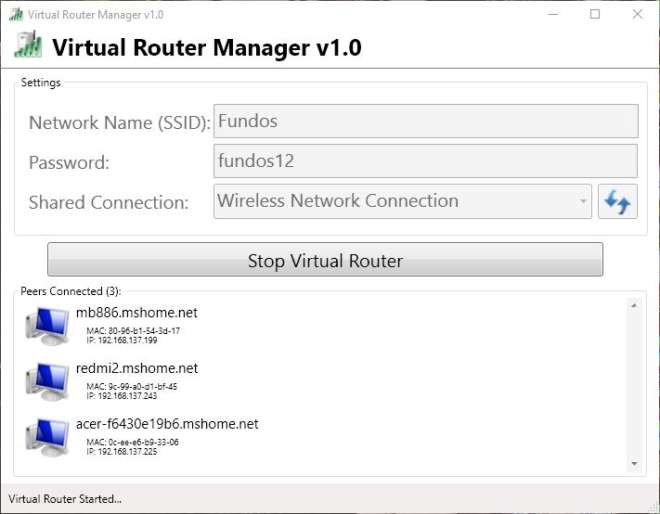 Virtual Router Manager v1.0
Virtual Router Manager v1.0
Settings
Network Name (SSID): Fundos
Password: fundos12
Shared Connection: Wireless Network Connection
Stop Virtual Router
Peers Connected (3):
mb886.mshome.net
MAC: 80-96-b1-54-3d-17
IP: 192.168.137.199
redmi2.mshome.net
MAC: 9c-99-a0-d1-bf-45
IP: 192.168.137.243
acer-f6430e19b6.mshome.net
MAC: 0c-ee-e6-b9-33-06
IP: 192.168.137.225
Virtual Router Started...